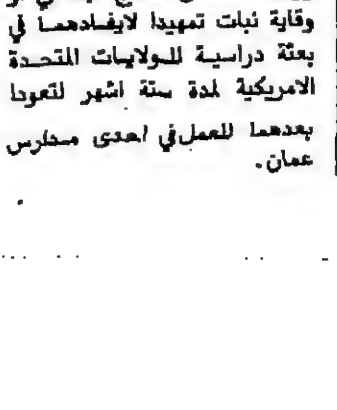 وقاية نبات تمهيدا لايفادهما في
بعثة دراسية للولايات المتحدة
الامريكية لمدة ستة اشهر لتعودا
بعدهما للعمل في احدى مدارس
عمان.